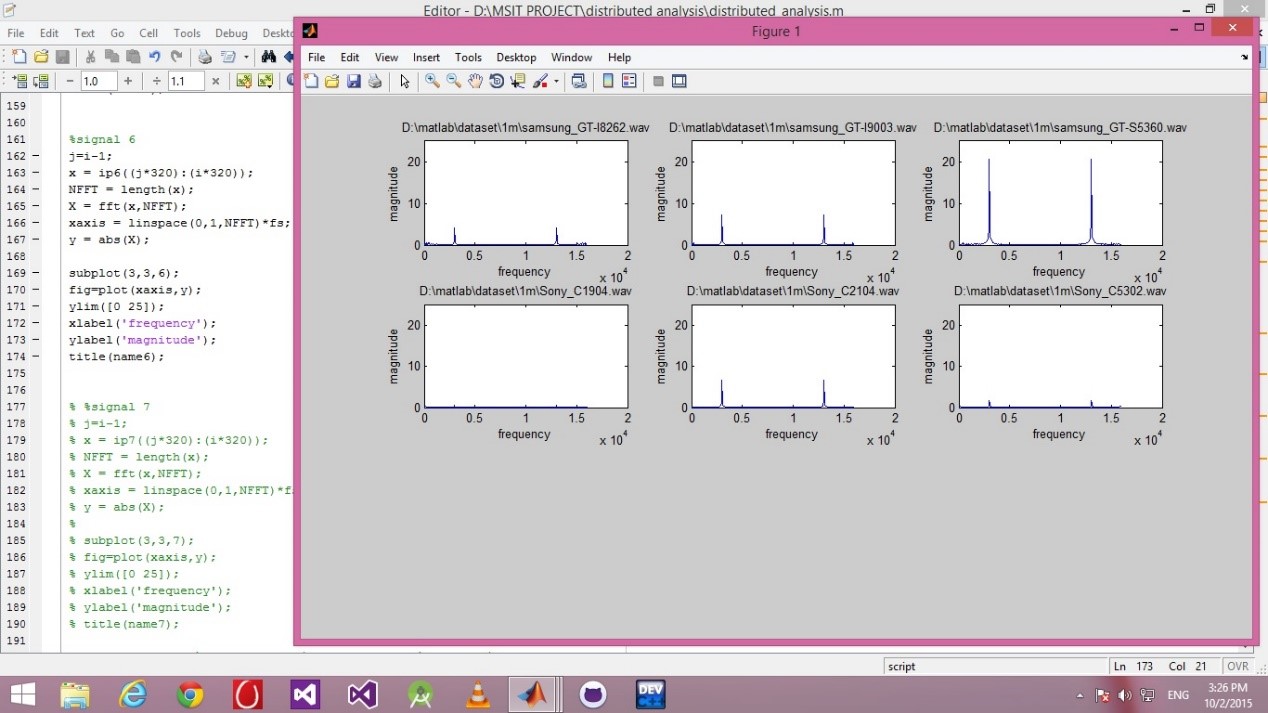 Editor - D:\MSIT PROJECT\distributed analysis\distributed_analysis.m
File Edit Text Go Cell Tools Debug Deskto
1.0
1.1
159
160
161 %signal 6
162 j=i-1;
163 x = ip6((j*320):(i*320));
164 NFFT = length(x);
165 X = fft(x,NFFT);
166 xaxis = linspace(0,1,NFFT)*fs;
167 y = abs(X);
168
169 subplot(3,3,6);
170 fig=plot(xaxis,y);
171 ylim([0 25]);
172 xlabel('frequency');
173 ylabel('magnitude');
174 title(name6);
175
176
177 % %signal 7
178 % j=i-1;
179 % x = ip7((j*320):(i*320));
180 % NFFT = length(x);
181 % X = fft(x,NFFT);
182 % xaxis = linspace(0,1,NFFT)*f
183 % y = abs(X);
184 %
185 % subplot(3,3,7);
186 % fig=plot(xaxis,y);
187 % ylim([0 25]);
188 % xlabel('frequency');
189 % ylabel('magnitude');
190 % title(name7);
191
Figure 1
File Edit View Insert Tools Desktop Window Help
D:\matlab\dataset\1m\samsung_GT-I8262.wav
magnitude
20
10
0
0 0.5 1 1.5 2
frequency
x 10^4
D:\matlab\dataset\1m\samsung_GT-I9003.wav
magnitude
20
10
0
0 0.5 1 1.5 2
frequency
x 10^4
D:\matlab\dataset\1m\samsung_GT-S5360.wav
magnitude
20
10
0
0 0.5 1 1.5 2
frequency
x 10^4
D:\matlab\dataset\1m\Sony_C1904.wav
magnitude
20
10
0
0 0.5 1 1.5 2
frequency
x 10^4
D:\matlab\dataset\1m\Sony_C2104.wav
magnitude
20
10
0
0 0.5 1 1.5 2
frequency
x 10^4
D:\matlab\dataset\1m\Sony_C5302.wav
magnitude
20
10
0
0 0.5 1 1.5 2
frequency
x 10^4
script
Ln 173 Col 21 OVR
DEV
ENG
3:26 PM
10/2/2015